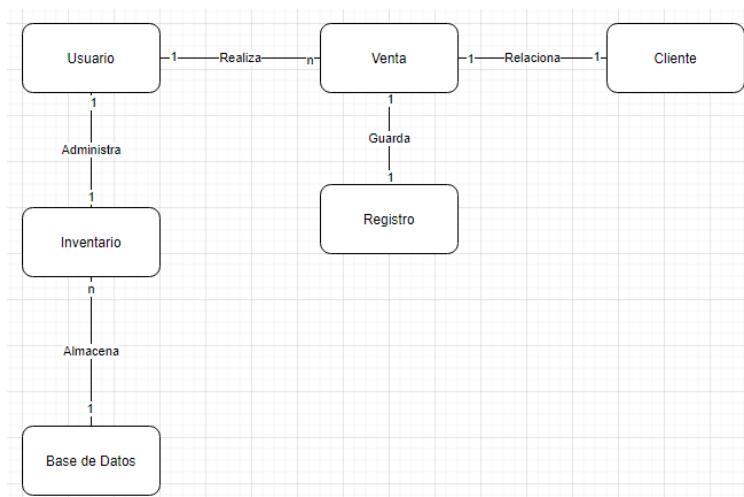 Usuario
1
Realiza
n
Venta
1
Relaciona
1
Cliente
1
1
Administra
Guarda
1
1
Inventario
Registro
n
Almacena
1
Base de Datos